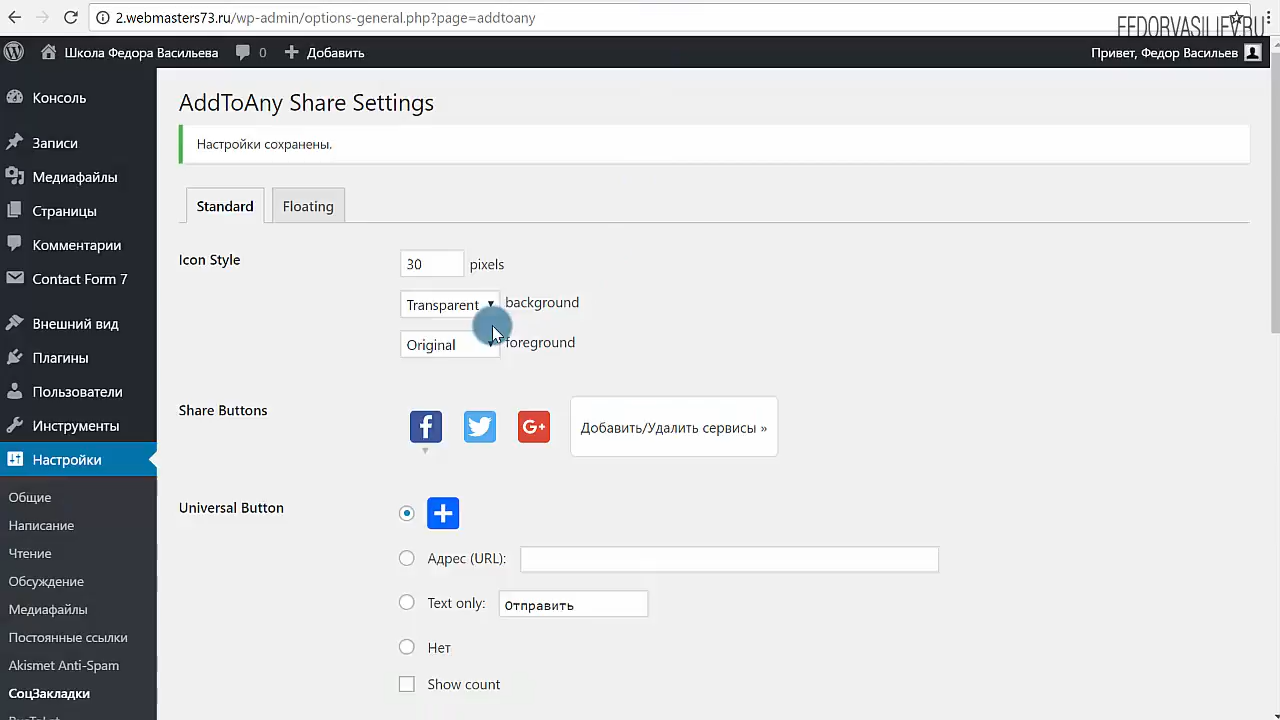 2.webmasters73.ru/wp-admin/options-general.php?page=addtoany
FEDORVASILIEV.RU
Школа Федора Васильева
0
Добавить
Привет, Федор Васильев
Консоль
Записи
Медиафайлы
Страницы
Комментарии
Contact Form 7
Внешний вид
Плагины
Пользователи
Инструменты
Настройки
Общие
Написание
Чтение
Обсуждение
Медиафайлы
Постоянные ссылки
Akismet Anti-Spam
СоцЗакладки
AddToAny Share Settings
Настройки сохранены.
Standard
Floating
Icon Style
30 pixels
Transparent background
Original foreground
Share Buttons
f
G+
Добавить/Удалить сервисы »
Universal Button
Адрес (URL):
Text only: Отправить
Нет
Show count